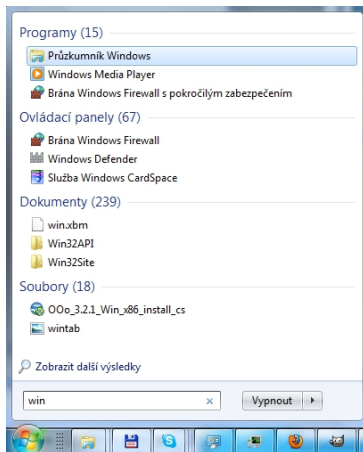 Programy (15)
Průzkumník Windows
Windows Media Player
Brána Windows Firewall s pokročilým zabezpečením
Ovládací panely (67)
Brána Windows Firewall
Windows Defender
Služba Windows CardSpace
Dokumenty (239)
win.xbm
Win32API
Win32Site
Soubory (18)
OOo_3.2.1_Win_x86_install_cs
wintab
Zobrazit další výsledky
win
Vypnout